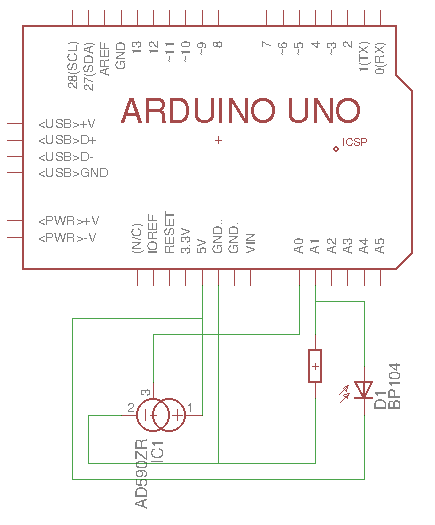 28(SCL)
27(SDA)
AREF
GND
13
12
~11
~10
~9
8
7
~6
~5
4
~3
2
1(TX)
0(RX)
ARDUINO UNO
ICSP
<USB>+V
<USB>D+
<USB>D-
<USB>GND
<PWR>+V
<PWR>-V
(N/C)
IOREF
RESET
3.3V
5V
GND..
GND.
VIN
A0
A1
A2
A3
A4
A5
3
2
1
AD590ZR
IC1
D1
BP104